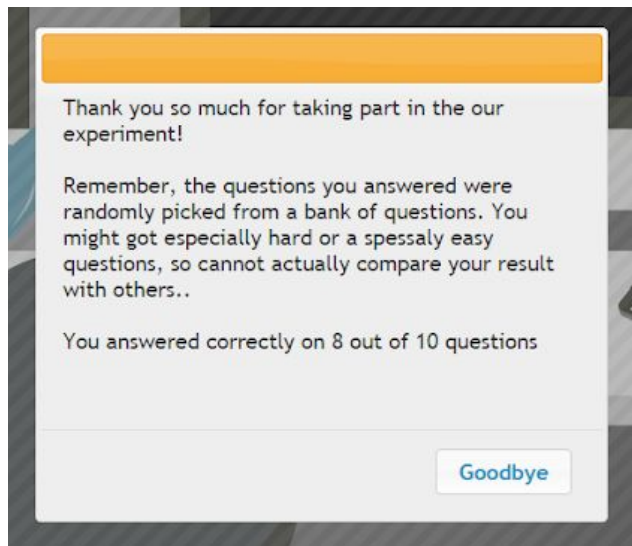 Thank you so much for taking part in the our
experiment!
Remember, the questions you answered were
randomly picked from a bank of questions. You
might got especially hard or a spessaly easy
questions, so cannot actually compare your result
with others..
You answered correctly on 8 out of 10 questions
Goodbye